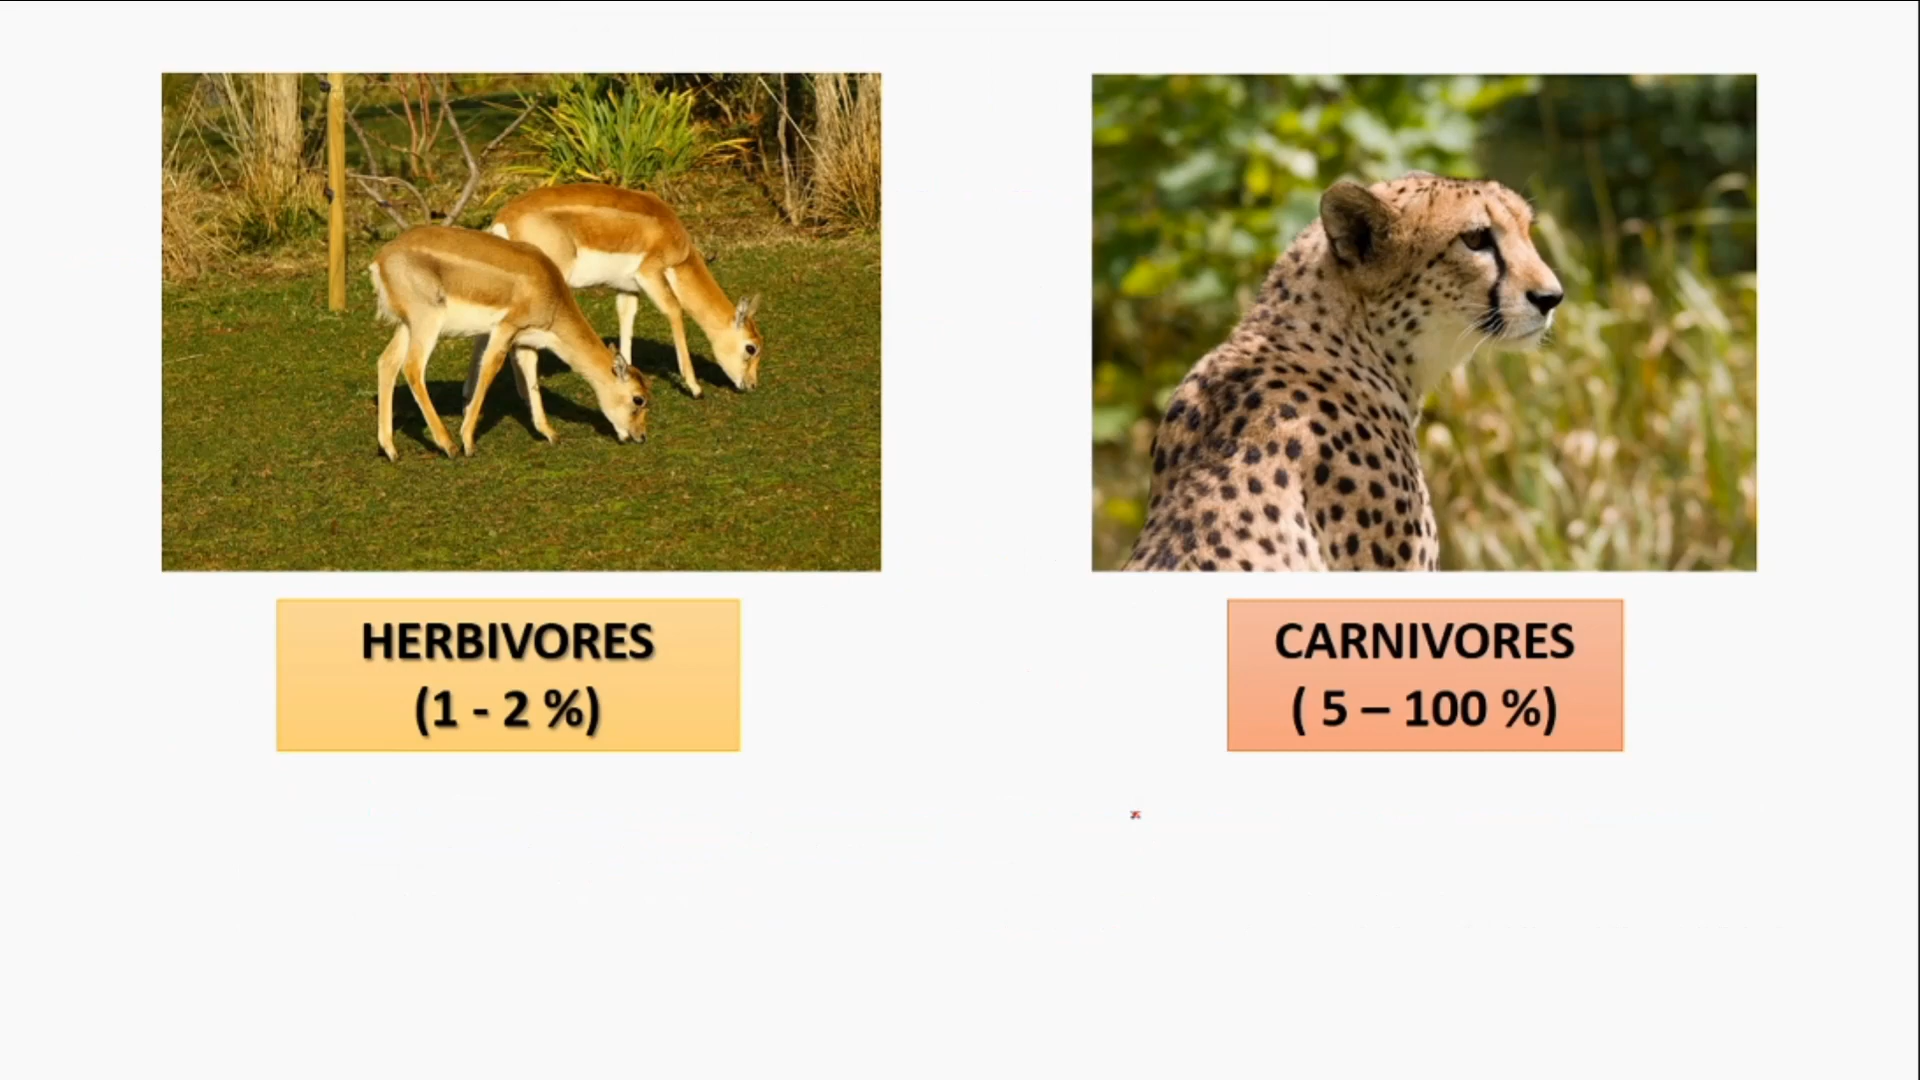 HERBIVORES
(1 - 2 %)
CARNIVORES
( 5 – 100 %)